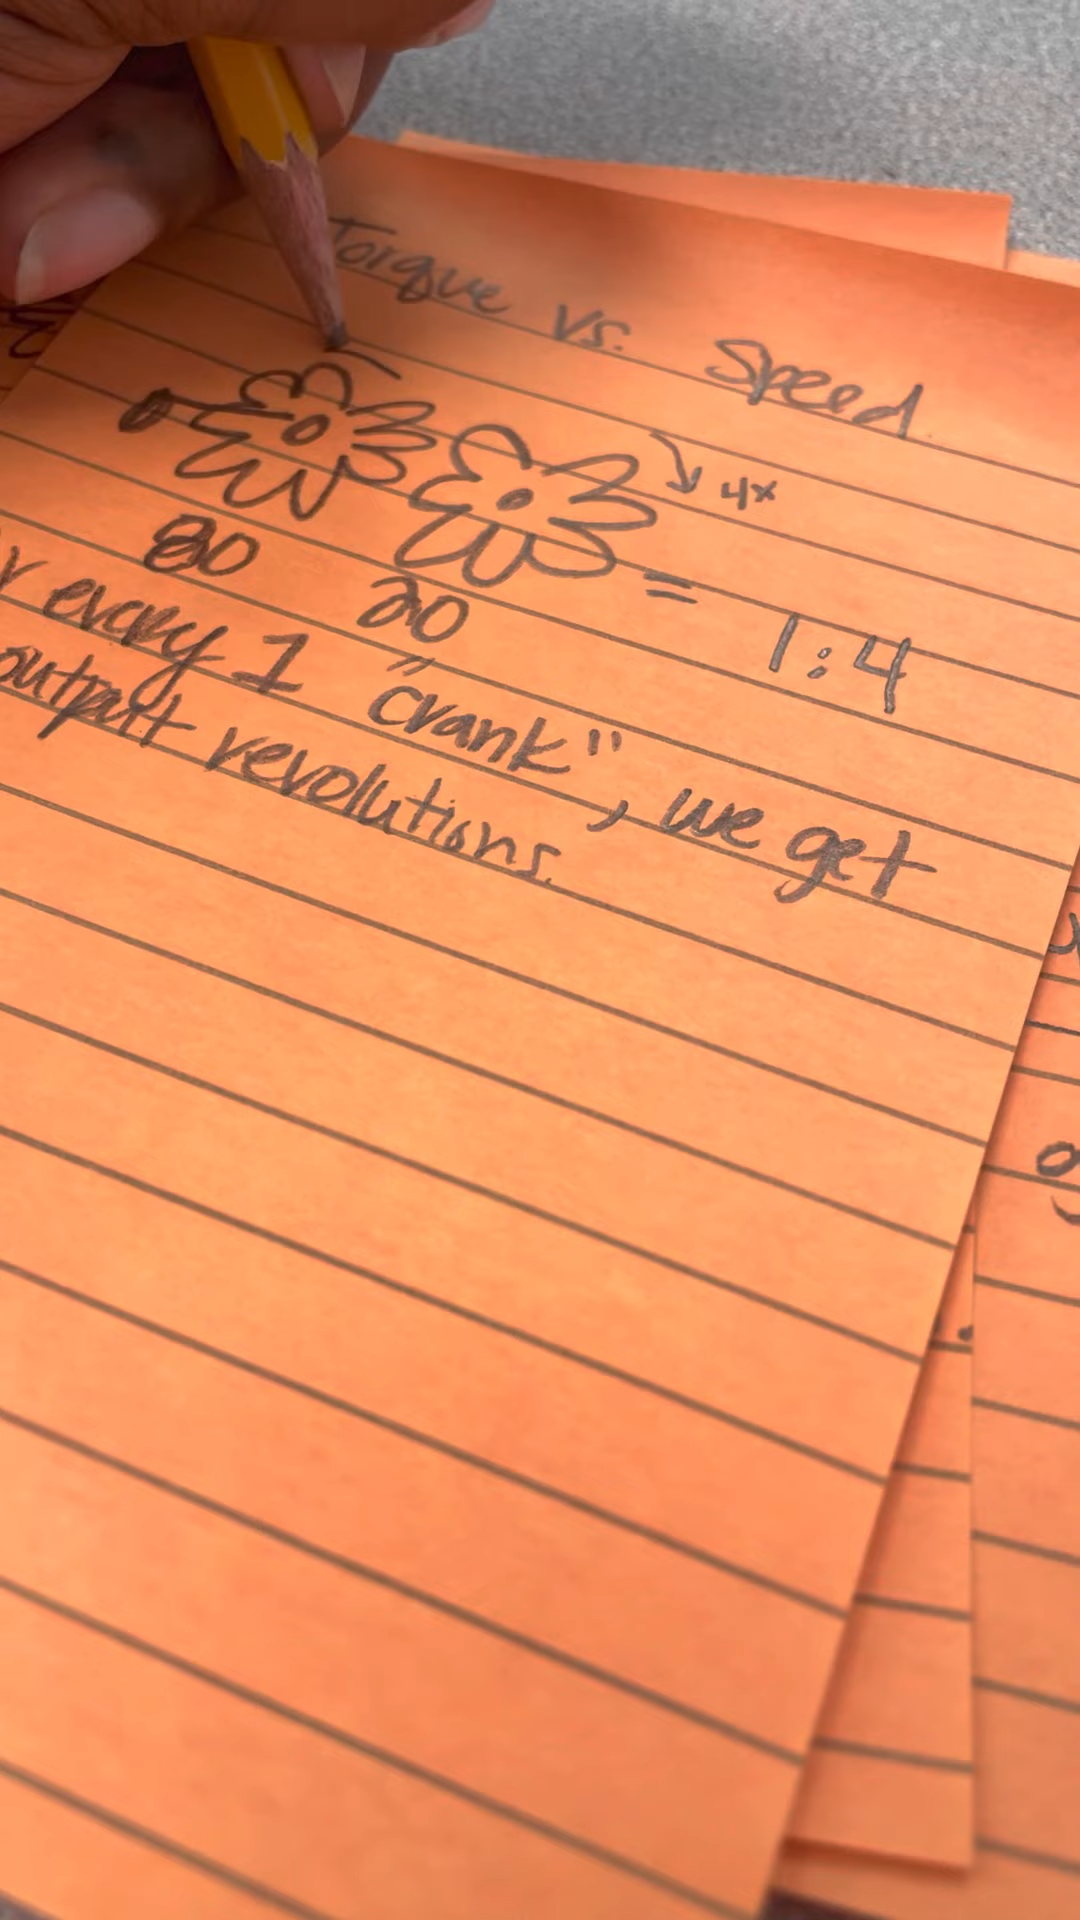 Torque vs. Speed
4x
80 20 = 1:4
every 1 "crank", we get
output revolutions.